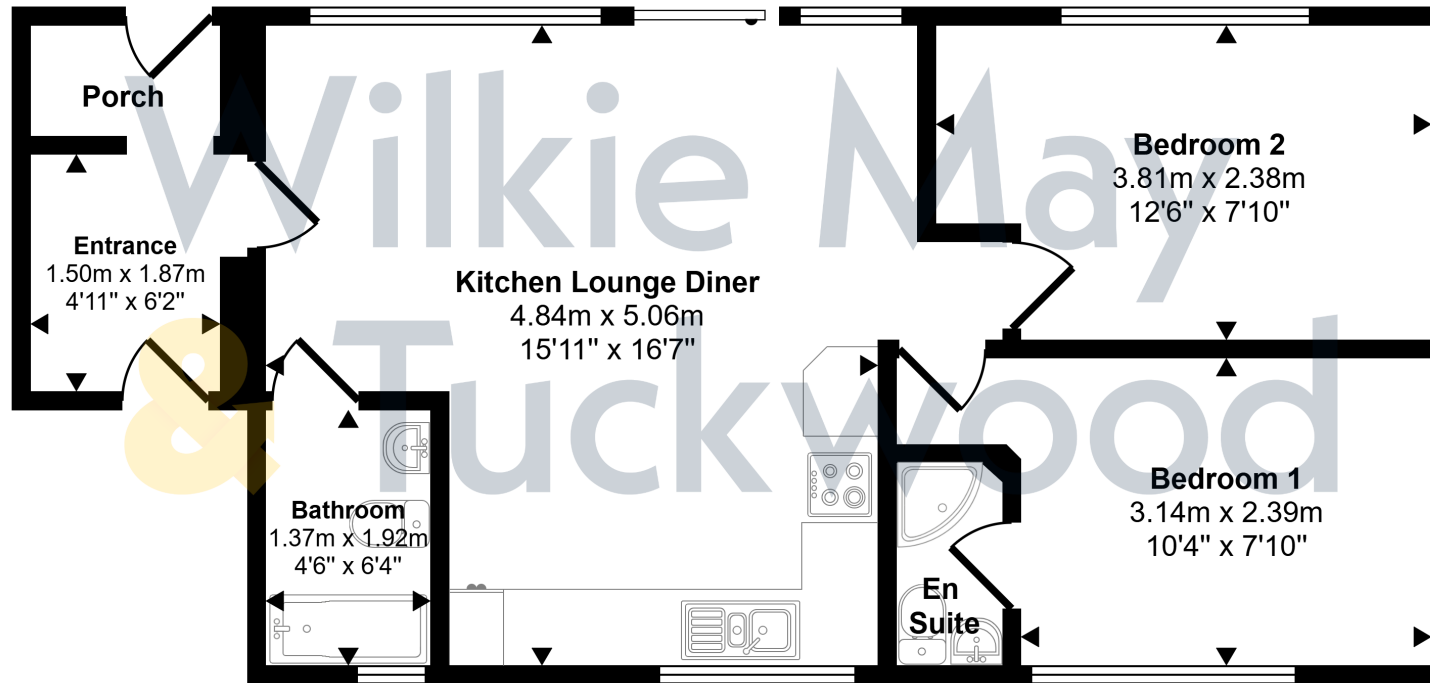 Porch
Entrance
1.50m x 1.87m
4'11" x 6'2"
Kitchen Lounge Diner
4.84m x 5.06m
15'11" x 16'7"
Bedroom 2
3.81m x 2.38m
12'6" x 7'10"
Bathroom
1.37m x 1.92m
4'6" x 6'4"
En
Suite
Bedroom 1
3.14m x 2.39m
10'4" x 7'10"
Wilkie May
& Tuckwood